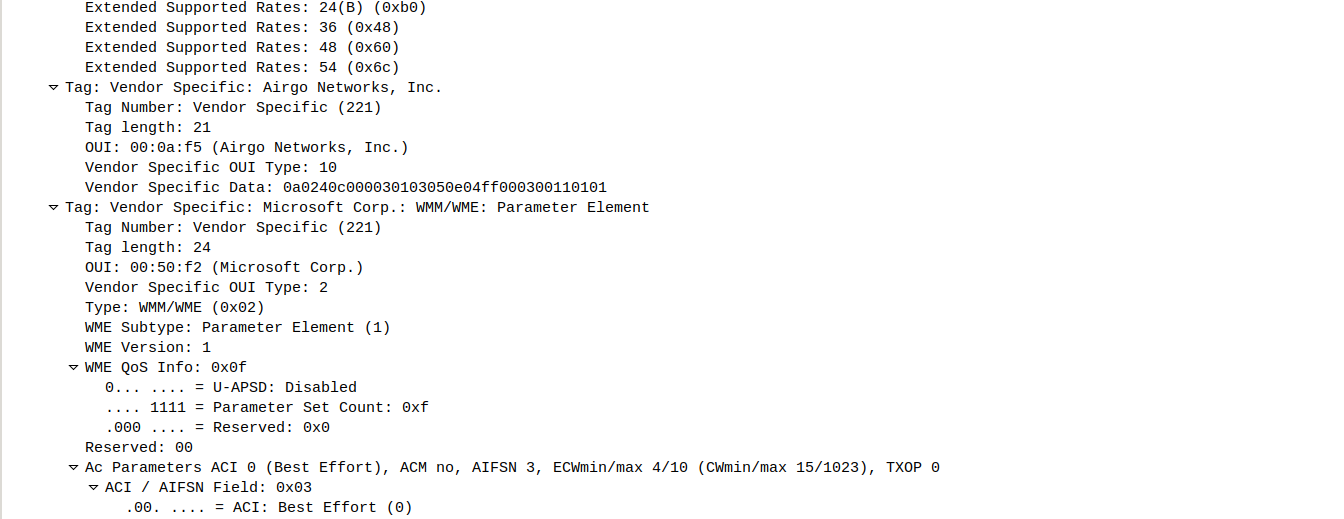 Extended Supported Rates: 24(B) (0xb0)
Extended Supported Rates: 36 (0x48)
Extended Supported Rates: 48 (0x60)
Extended Supported Rates: 54 (0x6c)
Tag: Vendor Specific: Airgo Networks, Inc.
Tag Number: Vendor Specific (221)
Tag length: 21
OUI: 00:0a:f5 (Airgo Networks, Inc.)
Vendor Specific OUI Type: 10
Vendor Specific Data: 0a0240c000030103050e04ff000300110101
Tag: Vendor Specific: Microsoft Corp.: WMM/WME: Parameter Element
Tag Number: Vendor Specific (221)
Tag length: 24
OUI: 00:50:f2 (Microsoft Corp.)
Vendor Specific OUI Type: 2
Type: WMM/WME (0x02)
WME Subtype: Parameter Element (1)
WME Version: 1
WME QoS Info: 0x0f
0... .... = U-APSD: Disabled
.... 1111 = Parameter Set Count: 0xf
.000 .... = Reserved: 0x0
Reserved: 00
Ac Parameters ACI 0 (Best Effort), ACM no, AIFSN 3, ECWmin/max 4/10 (CWmin/max 15/1023), TXOP 0
ACI / AIFSN Field: 0x03
.00. .... = ACI: Best Effort (0)